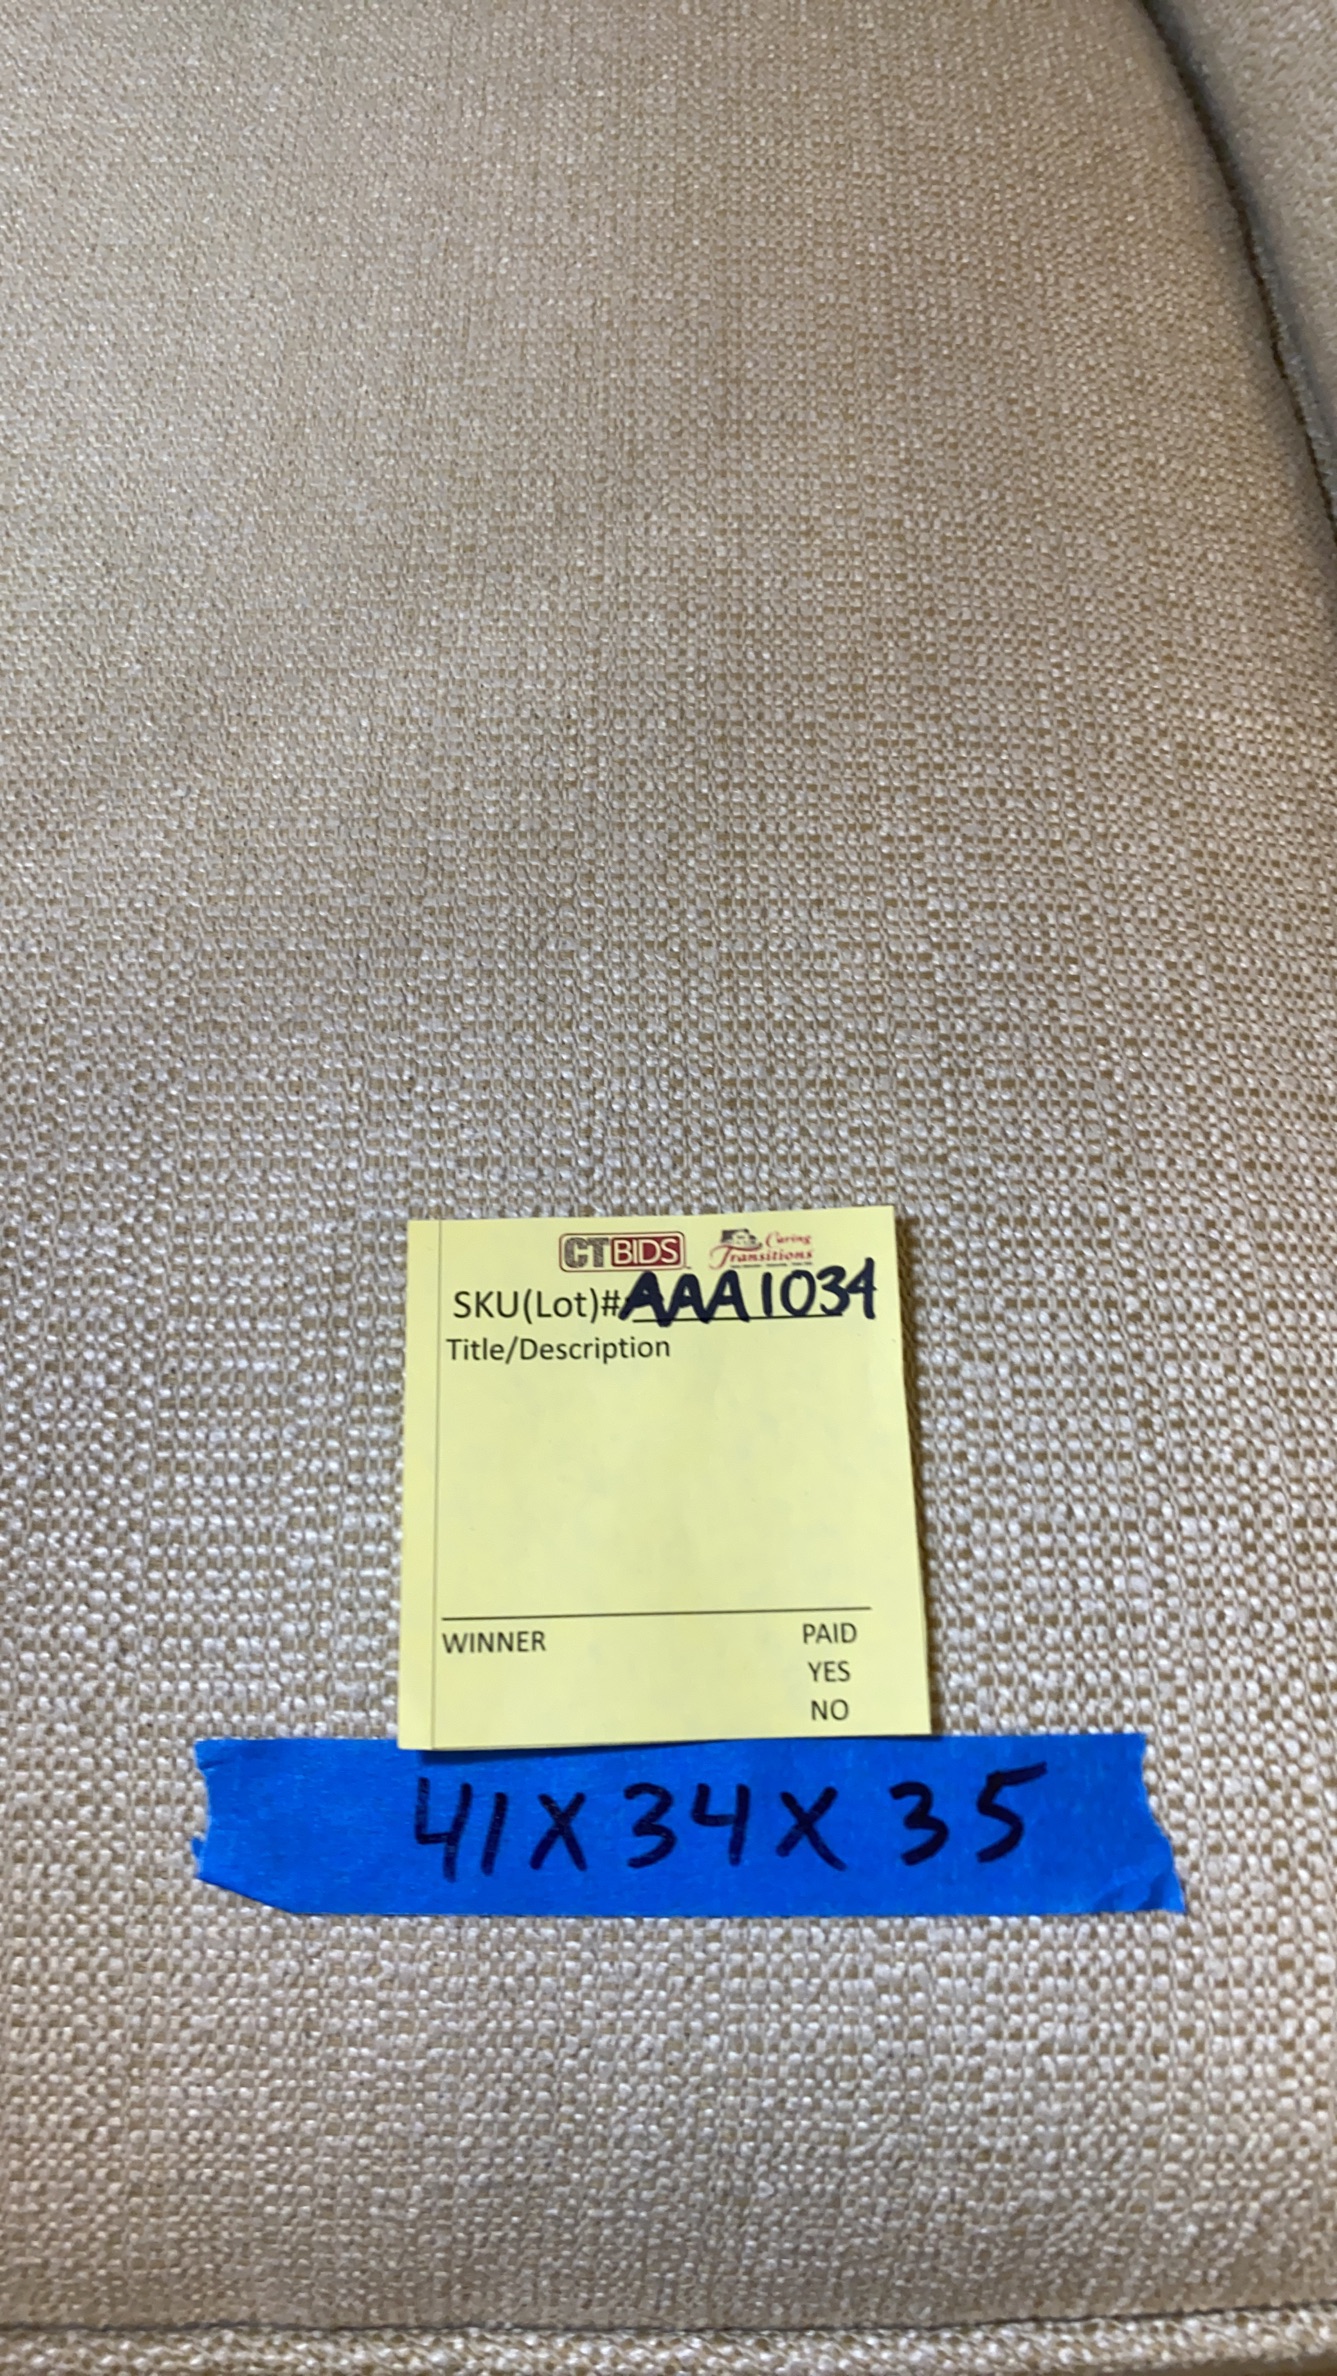 CTBIDS Caring Transitions
SKU(Lot)# AAA1034
Title/Description
WINNER PAID
YES
NO
41X34X35